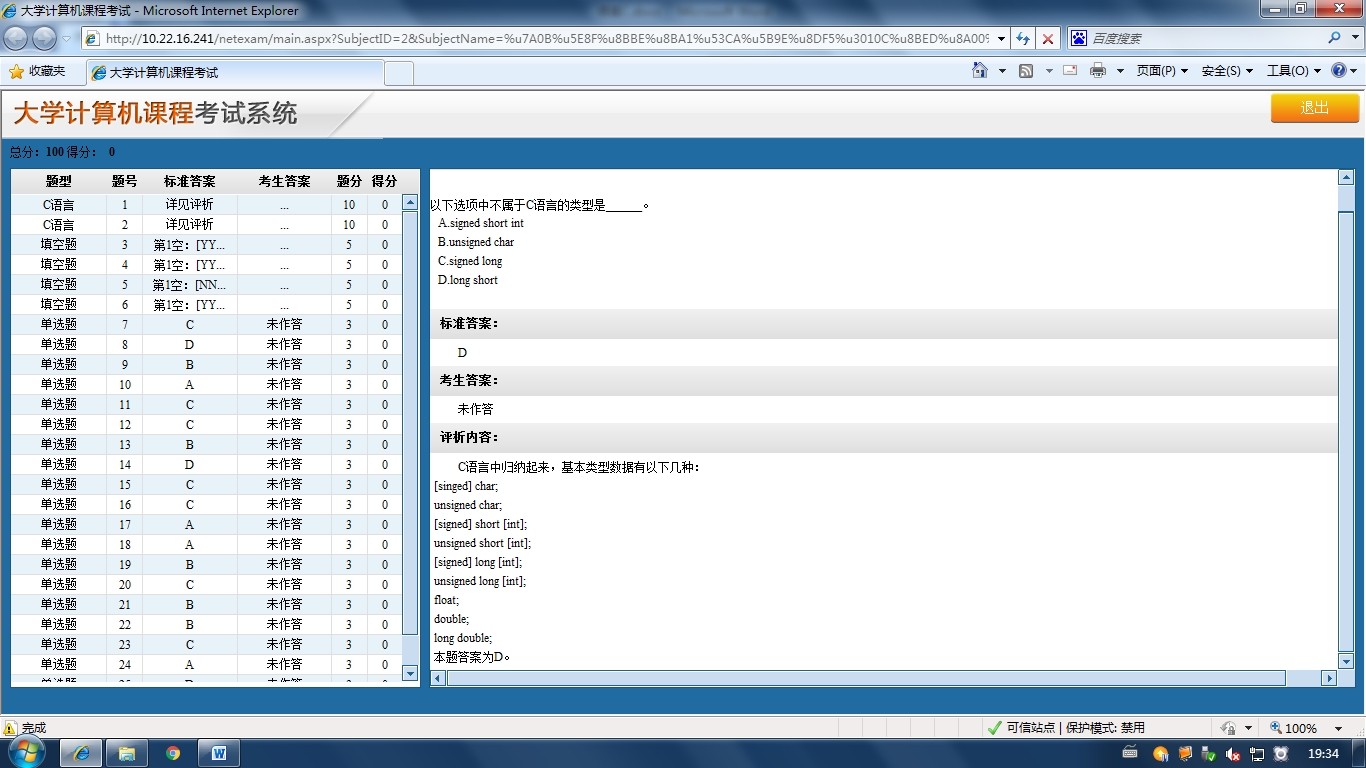 大学计算机课程考试 - Microsoft Internet Explorer
http://10.22.16.241/netexam/main.aspx?SubjectID=2&SubjectName=%u7A0B%u5E8F%u8BBE%u8BA1%u53CA%u5B9E%u8DF5%u3010C%u8BED%u8A00%
百度搜索
收藏夹
大学计算机课程考试
页面(P)
安全(S)
工具(O)
大学计算机课程考试系统
退出
总分: 100 得分: 0
题型 题号 标准答案 考生答案 题分 得分
C语言 1 详见评析 ... 10 0
C语言 2 详见评析 ... 10 0
填空题 3 第1空: [YY... ... 5 0
填空题 4 第1空: [YY... ... 5 0
填空题 5 第1空: [NN... ... 5 0
填空题 6 第1空: [YY... ... 5 0
单选题 7 C 未作答 3 0
单选题 8 D 未作答 3 0
单选题 9 B 未作答 3 0
单选题 10 A 未作答 3 0
单选题 11 C 未作答 3 0
单选题 12 C 未作答 3 0
单选题 13 B 未作答 3 0
单选题 14 D 未作答 3 0
单选题 15 C 未作答 3 0
单选题 16 C 未作答 3 0
单选题 17 A 未作答 3 0
单选题 18 A 未作答 3 0
单选题 19 B 未作答 3 0
单选题 20 C 未作答 3 0
单选题 21 B 未作答 3 0
单选题 22 B 未作答 3 0
单选题 23 C 未作答 3 0
单选题 24 A 未作答 3 0
以下选项中不属于C语言的类型是______。
A.signed short int
B.unsigned char
C.signed long
D.long short
标准答案:
D
考生答案:
未作答
评析内容:
C语言中归纳起来，基本类型数据有以下几种:
[singed] char;
unsigned char;
[signed] short [int];
unsigned short [int];
[signed] long [int];
unsigned long [int];
float;
double;
long double;
本题答案为D。
完成
可信站点 | 保护模式: 禁用
100%
19:34